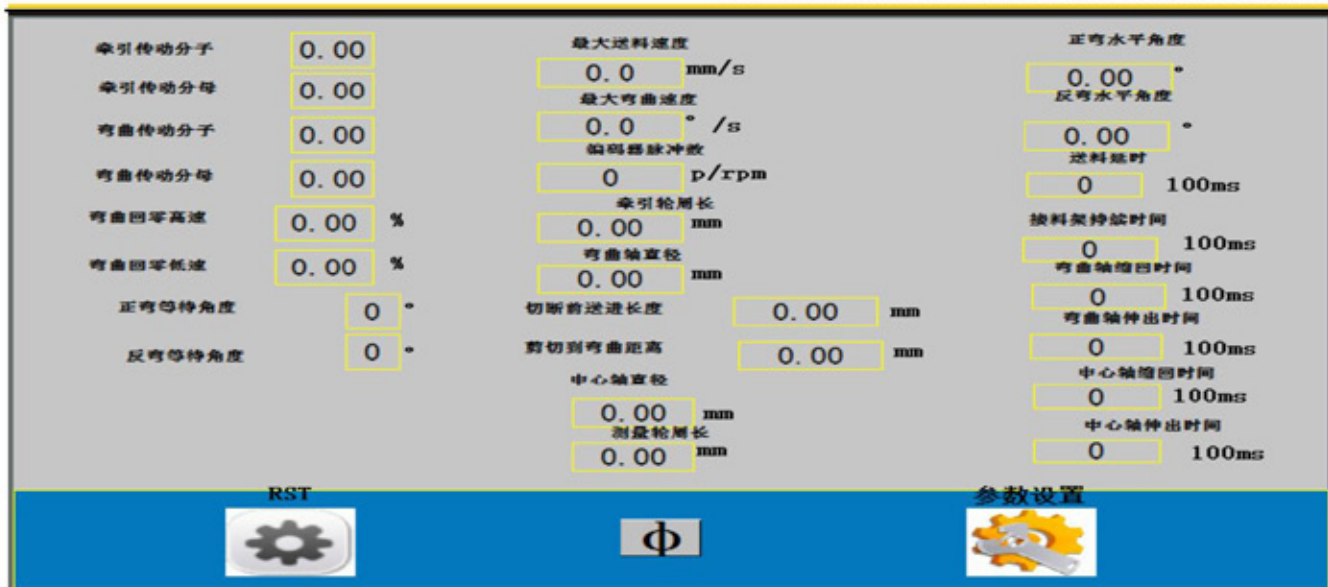 牵引传动分子 0.00
牵引传动分母 0.00
弯曲传动分子 0.00
弯曲传动分母 0.00
弯曲回零高速 0.00 %
弯曲回零低速 0.00 %
正弯等待角度 0 °
反弯等待角度 0 °
最大送料速度
0.0 mm/s
最大弯曲速度
0.0 ° /s
编码器脉冲数
0 p/rpm
牵引轮周长
0.00 mm
弯曲轴直径
0.00 mm
切断前送进长度 0.00 mm
剪切到弯曲距离 0.00 mm
中心轴直径
0.00 mm
测量轮周长
0.00 mm
正弯水平角度
0.00 °
反弯水平角度
0.00 °
送料延时
0 100ms
接料架持续时间
0 100ms
弯曲轴缩回时间
0 100ms
弯曲轴伸出时间
0 100ms
中心轴缩回时间
0 100ms
中心轴伸出时间
0 100ms
RST
ф
参数设置